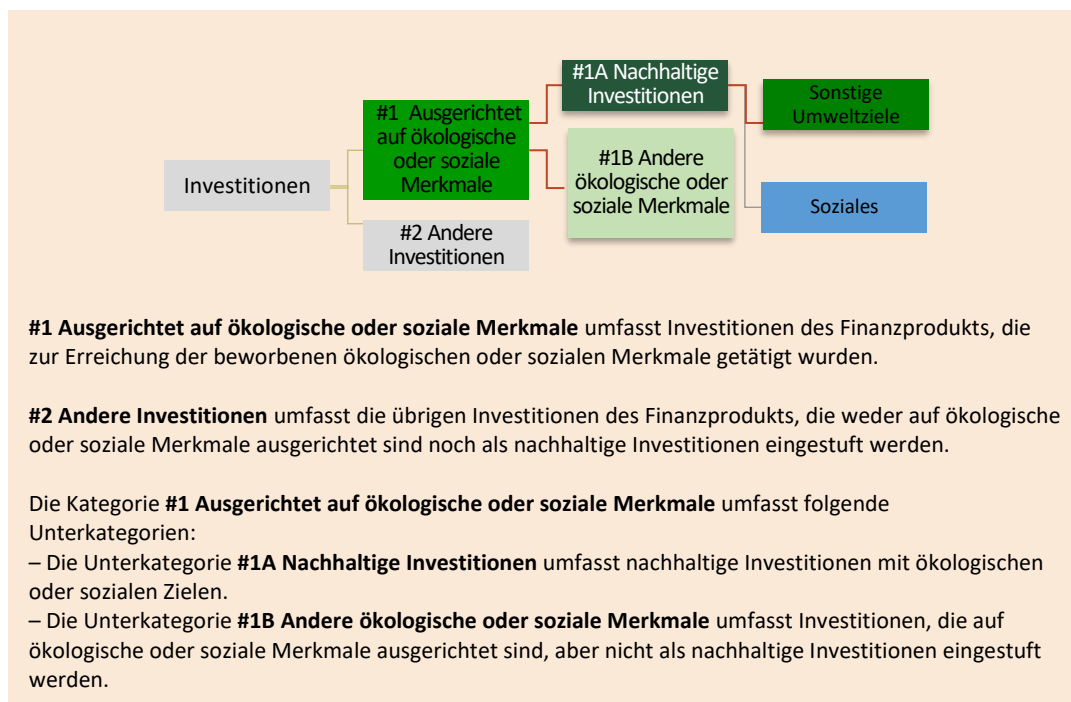 #1A Nachhaltige
Investitionen
Sonstige
Umweltziele
#1 Ausgerichtet
auf ökologische
oder soziale
Merkmale
#1B Andere
ökologische oder
soziale Merkmale
Investitionen
Soziales
#2 Andere
Investitionen
#1 Ausgerichtet auf ökologische oder soziale Merkmale umfasst Investitionen des Finanzprodukts, die
zur Erreichung der beworbenen ökologischen oder sozialen Merkmale getätigt wurden.
#2 Andere Investitionen umfasst die übrigen Investitionen des Finanzprodukts, die weder auf ökologische
oder soziale Merkmale ausgerichtet sind noch als nachhaltige Investitionen eingestuft werden.
Die Kategorie #1 Ausgerichtet auf ökologische oder soziale Merkmale umfasst folgende
Unterkategorien:
– Die Unterkategorie #1A Nachhaltige Investitionen umfasst nachhaltige Investitionen mit ökologischen
oder sozialen Zielen.
– Die Unterkategorie #1B Andere ökologische oder soziale Merkmale umfasst Investitionen, die auf
ökologische oder soziale Merkmale ausgerichtet sind, aber nicht als nachhaltige Investitionen eingestuft
werden.